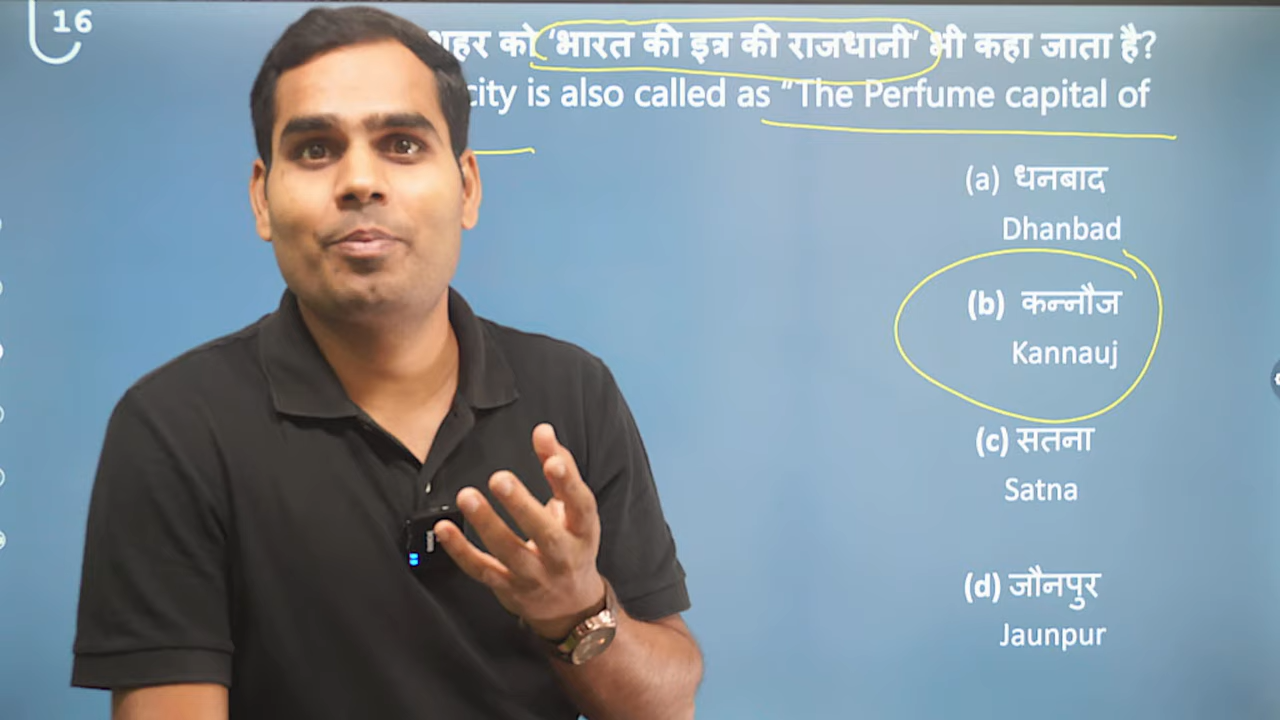 16
शहर को ‘भारत की इत्र की राजधानी’ भी कहा जाता है?
city is also called as “The Perfume capital of
(a) धनबाद
Dhanbad
(b) कन्नौज
Kannauj
(c) सतना
Satna
(d) जौनपुर
Jaunpur